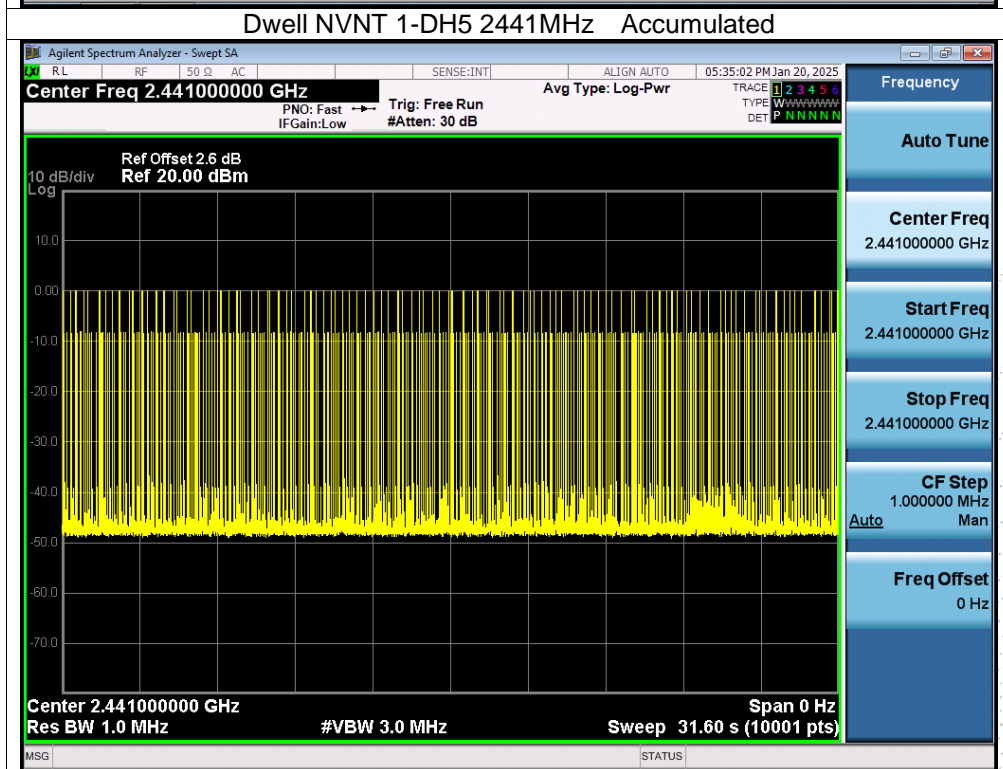 Dwell NVNT 1-DH5 2441MHz Accumulated
Agilent Spectrum Analyzer - Swept SA
LXI RL RF 50 Ω AC SENSE:INT ALIGN AUTO 05:35:02 PM Jan 20, 2025
Center Freq 2.441000000 GHz
PNO: Fast
IFGain:Low
Trig: Free Run
#Atten: 30 dB
Avg Type: Log-Pwr
TRACE 1 2 3 4 5 6
TYPE WWWWWWW
DET P N N N N N
Ref Offset 2.6 dB
10 dB/div Ref 20.00 dBm
Log
10.0
0.00
-10.0
-20.0
-30.0
-40.0
-50.0
-60.0
-70.0
Center 2.441000000 GHz Span 0 Hz
Res BW 1.0 MHz #VBW 3.0 MHz Sweep 31.60 s (10001 pts)
MSG STATUS
Frequency
Auto Tune
Center Freq
2.441000000 GHz
Start Freq
2.441000000 GHz
Stop Freq
2.441000000 GHz
CF Step
1.000000 MHz
Auto Man
Freq Offset
0 Hz